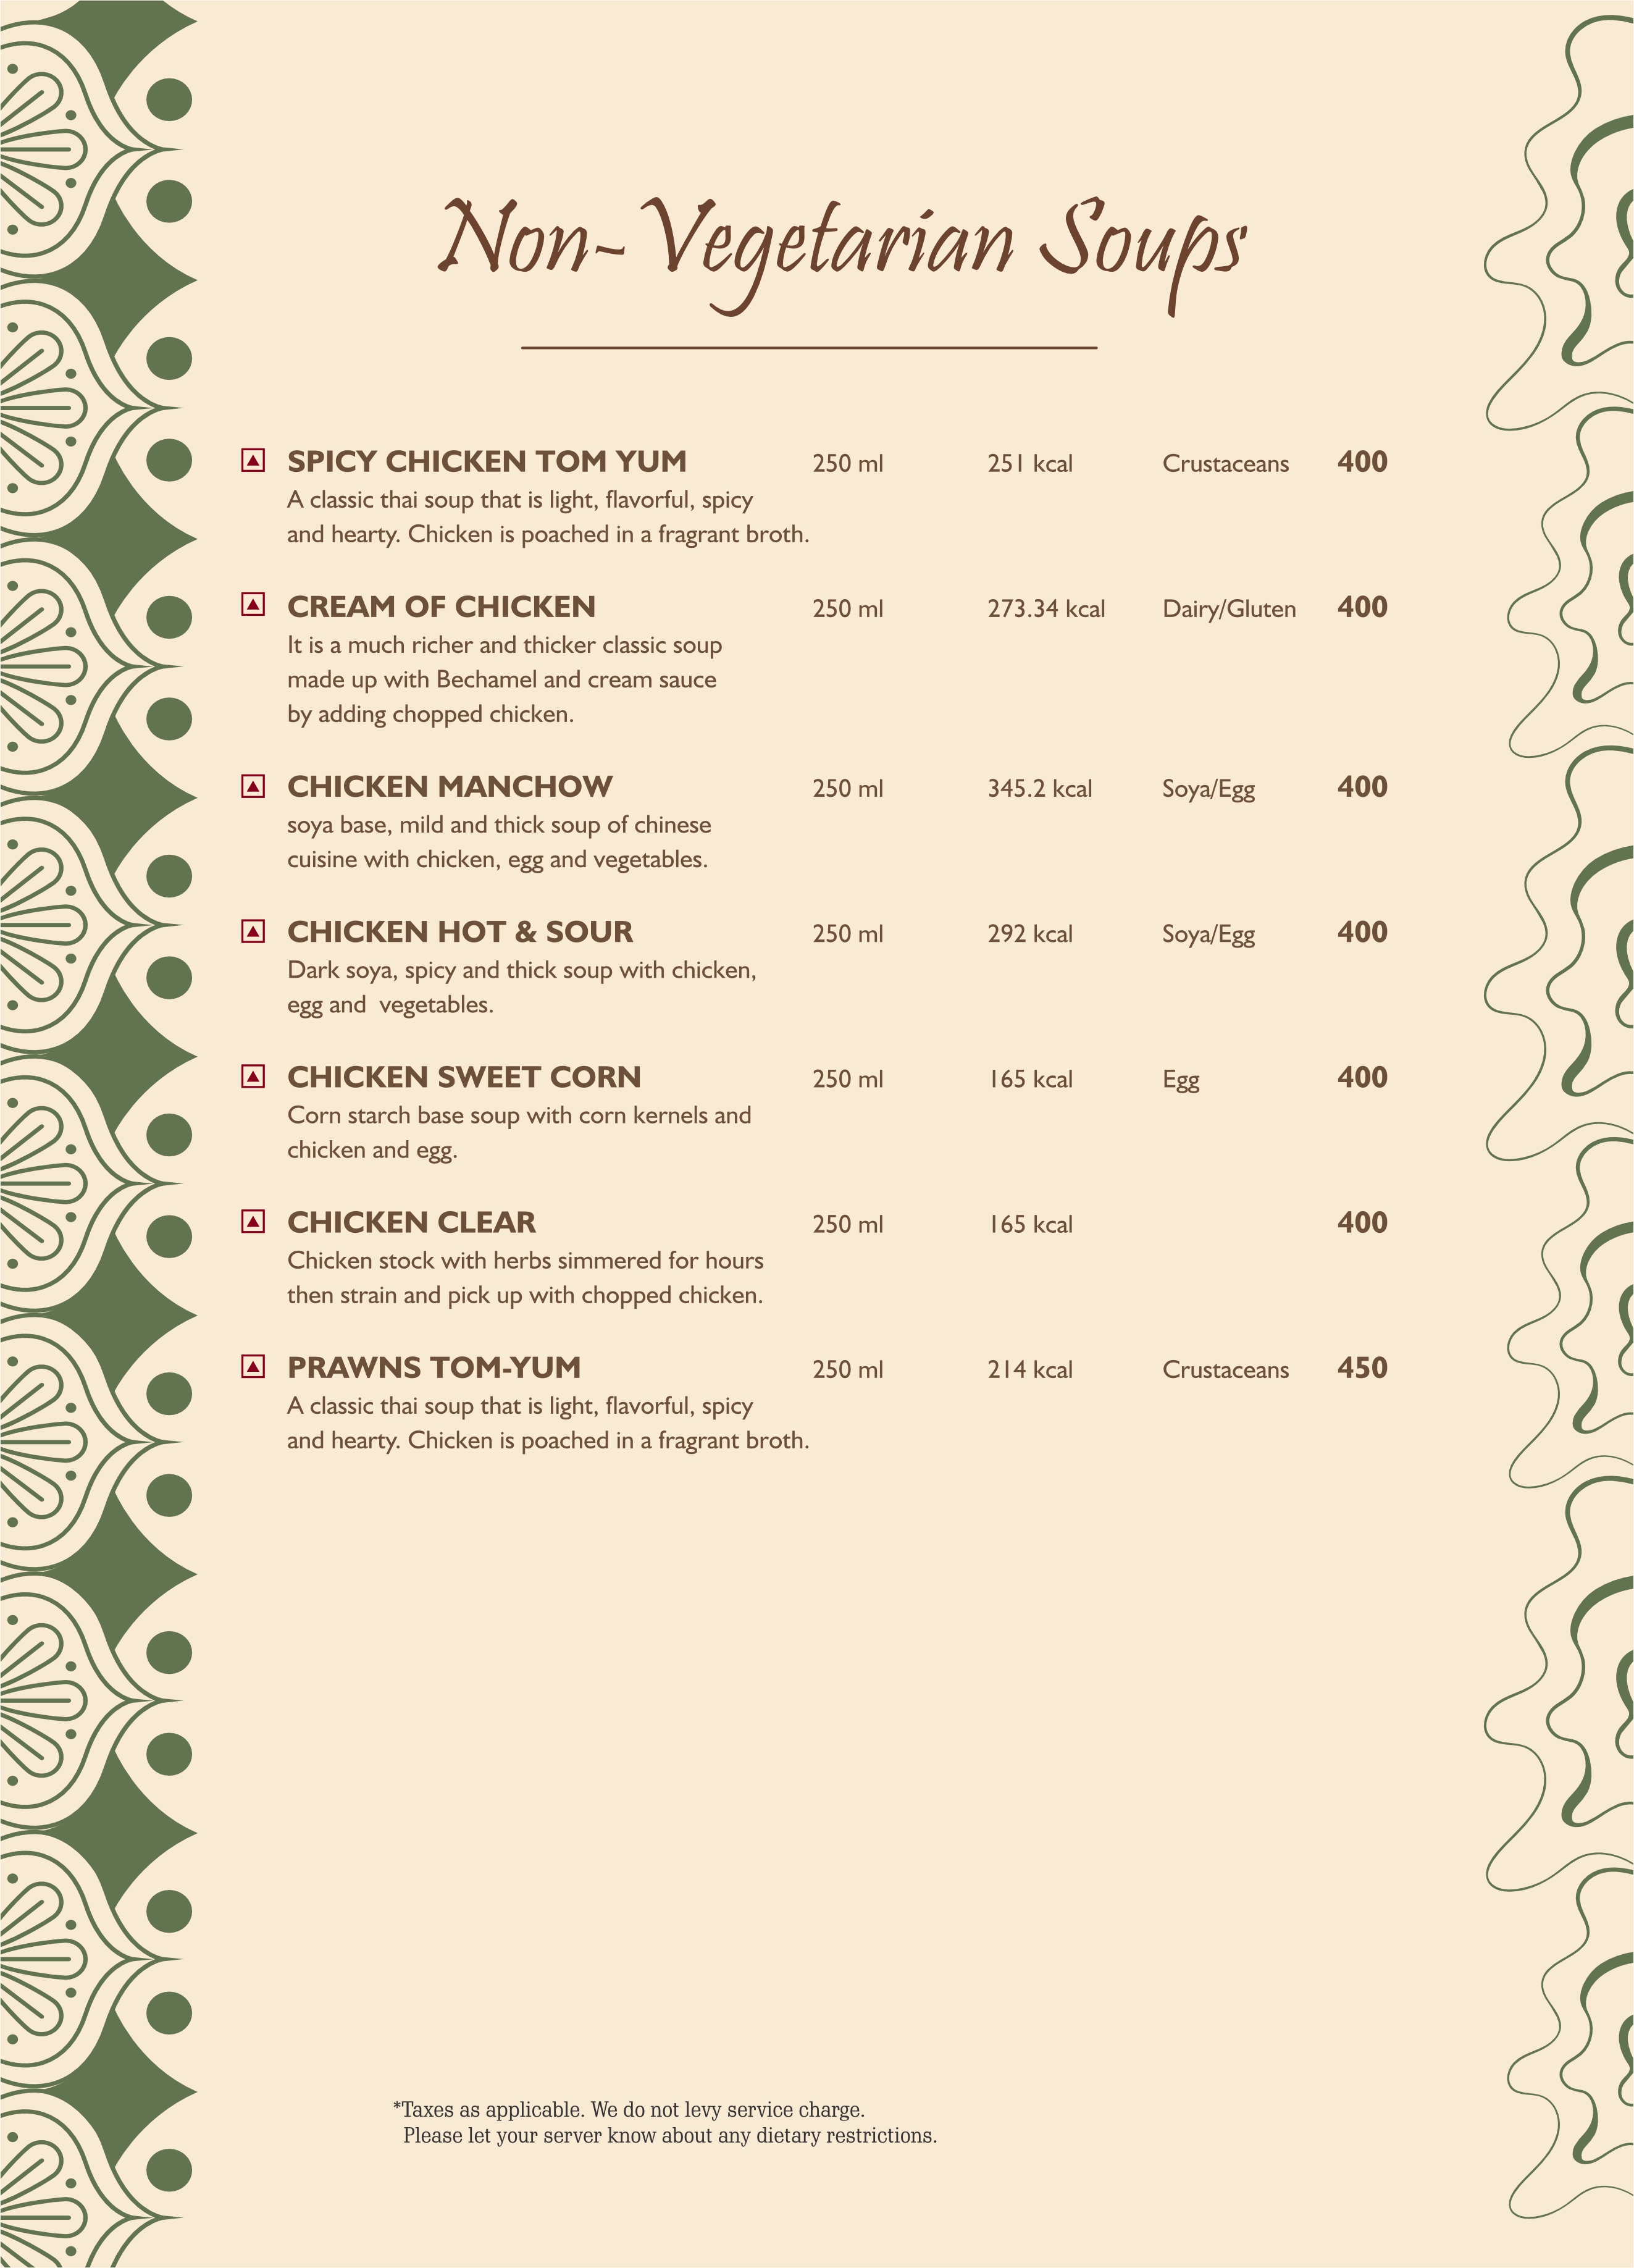 Non-Vegetarian Soups
SPICY CHICKEN TOM YUM 250 ml 251 kcal Crustaceans 400
A classic thai soup that is light, flavorful, spicy
and hearty. Chicken is poached in a fragrant broth.
CREAM OF CHICKEN 250 ml 273.34 kcal Dairy/Gluten 400
It is a much richer and thicker classic soup
made up with Bechamel and cream sauce
by adding chopped chicken.
CHICKEN MANCHOW 250 ml 345.2 kcal Soya/Egg 400
soya base, mild and thick soup of chinese
cuisine with chicken, egg and vegetables.
CHICKEN HOT & SOUR 250 ml 292 kcal Soya/Egg 400
Dark soya, spicy and thick soup with chicken,
egg and  vegetables.
CHICKEN SWEET CORN 250 ml 165 kcal Egg 400
Corn starch base soup with corn kernels and
chicken and egg.
CHICKEN CLEAR 250 ml 165 kcal 400
Chicken stock with herbs simmered for hours
then strain and pick up with chopped chicken.
PRAWNS TOM-YUM 250 ml 214 kcal Crustaceans 450
A classic thai soup that is light, flavorful, spicy
and hearty. Chicken is poached in a fragrant broth.
*Taxes as applicable. We do not levy service charge.
Please let your server know about any dietary restrictions.